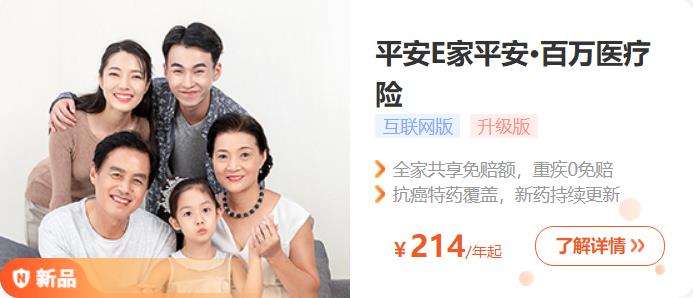 平安E家平安·百万医疗
险
互联网版 升级版
全家共享免赔额，重疾0免赔
抗癌特药覆盖，新药持续更新
¥214/年起 了解详情 »
N 新品